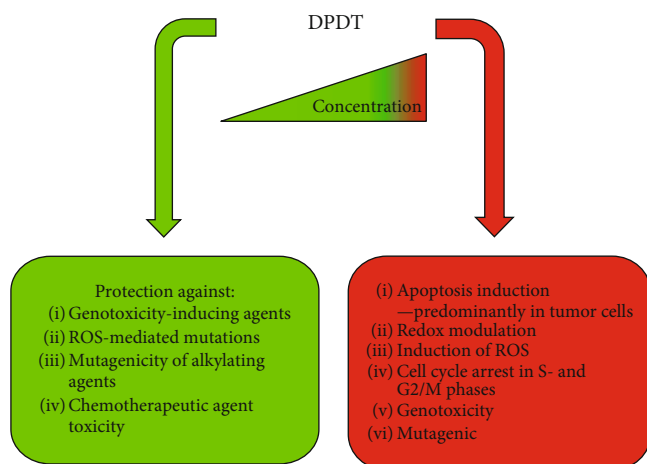 DPDT
Concentration
Protection against:
(i) Genotoxicity-inducing agents
(ii) ROS-mediated mutations
(iii) Mutagenicity of alkylating
agents
(iv) Chemotherapeutic agent
toxicity
(i) Apoptosis induction
—predominantly in tumor cells
(ii) Redox modulation
(iii) Induction of ROS
(iv) Cell cycle arrest in S- and
G2/M phases
(v) Genotoxicity
(vi) Mutagenic